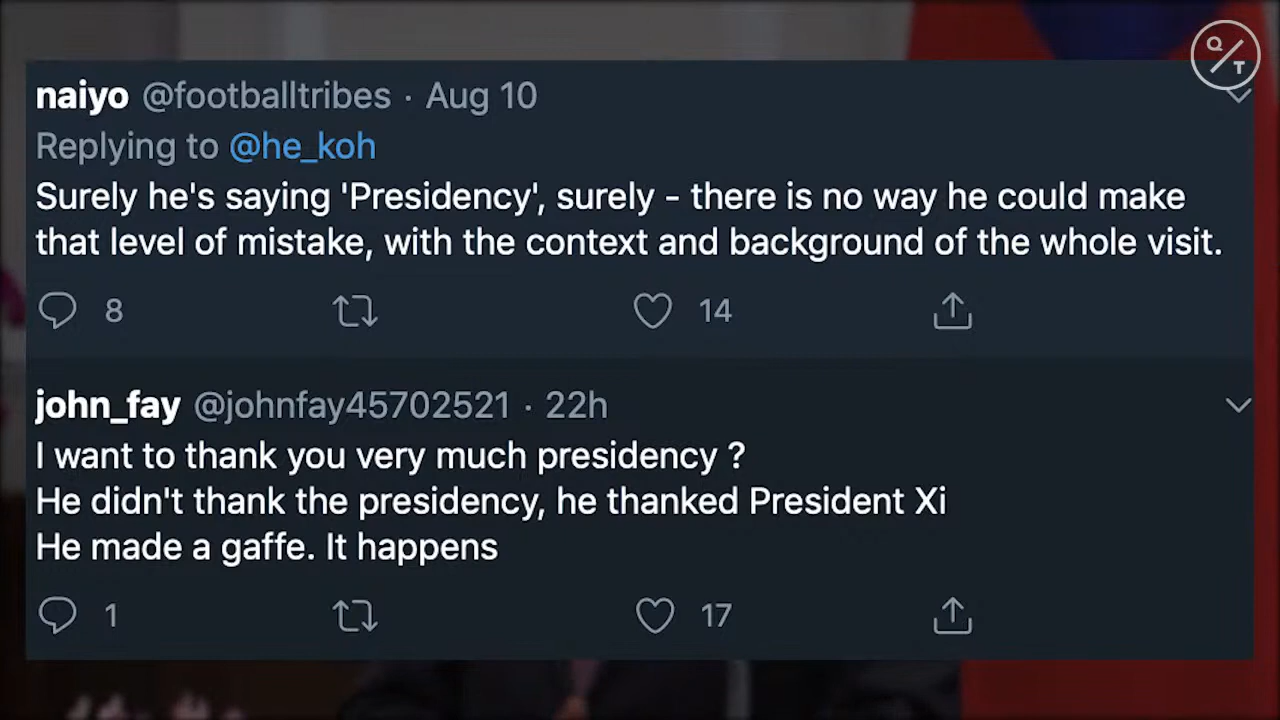 Q
T
naiyo @footballtribes · Aug 10
Replying to @he_koh
Surely he's saying 'Presidency', surely - there is no way he could make
that level of mistake, with the context and background of the whole visit.
8 14
john_fay @johnfay45702521 · 22h
I want to thank you very much presidency ?
He didn't thank the presidency, he thanked President Xi
He made a gaffe. It happens
1 17